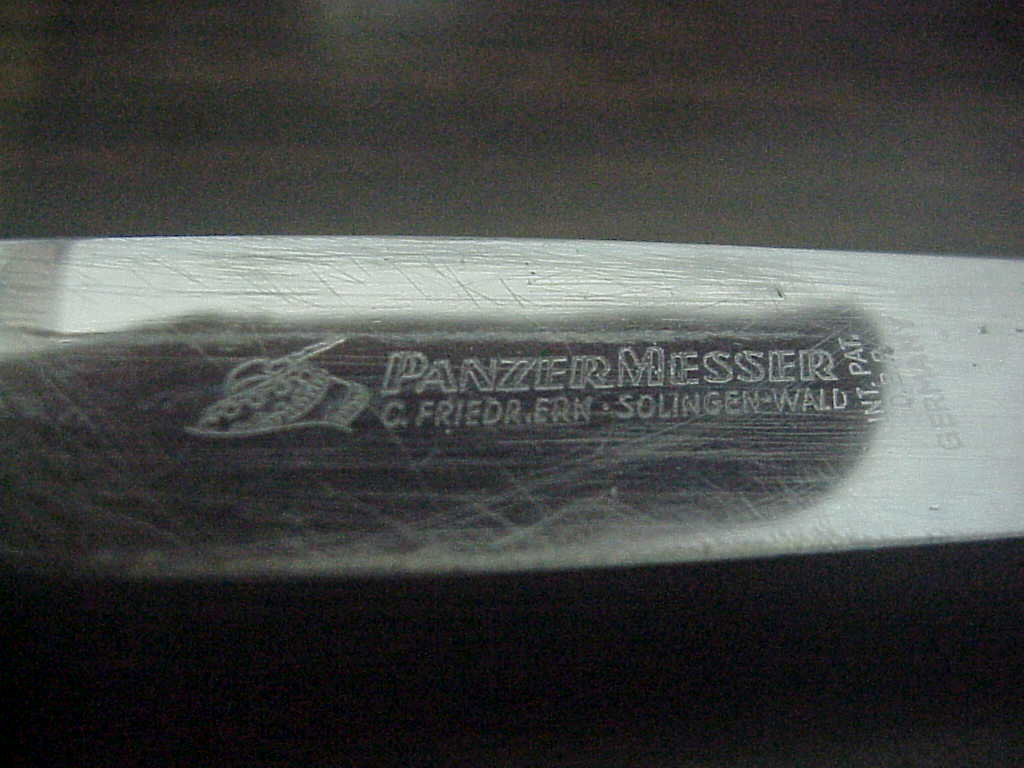 PANZERMESSER
C. FRIEDR. ERN · SOLINGEN-WALD
INT. PAT.
GERMANY